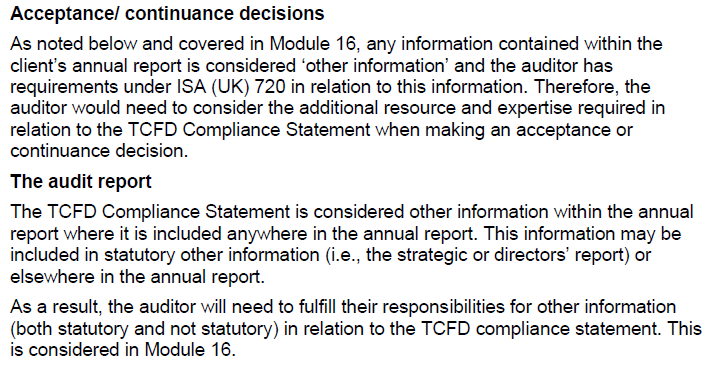 Acceptance/ continuance decisions
As noted below and covered in Module 16, any information contained within the
client's annual report is considered 'other information' and the auditor has
requirements under ISA (UK) 720 in relation to this information. Therefore, the
auditor would need to consider the additional resource and expertise required in
relation to the TCFD Compliance Statement when making an acceptance or
continuance decision.
The audit report
The TCFD Compliance Statement is considered other information within the annual
report where it is included anywhere in the annual report. This information may be
included in statutory other information (i.e., the strategic or directors' report) or
elsewhere in the annual report.
As a result, the auditor will need to fulfill their responsibilities for other information
(both statutory and not statutory) in relation to the TCFD compliance statement. This
is considered in Module 16.